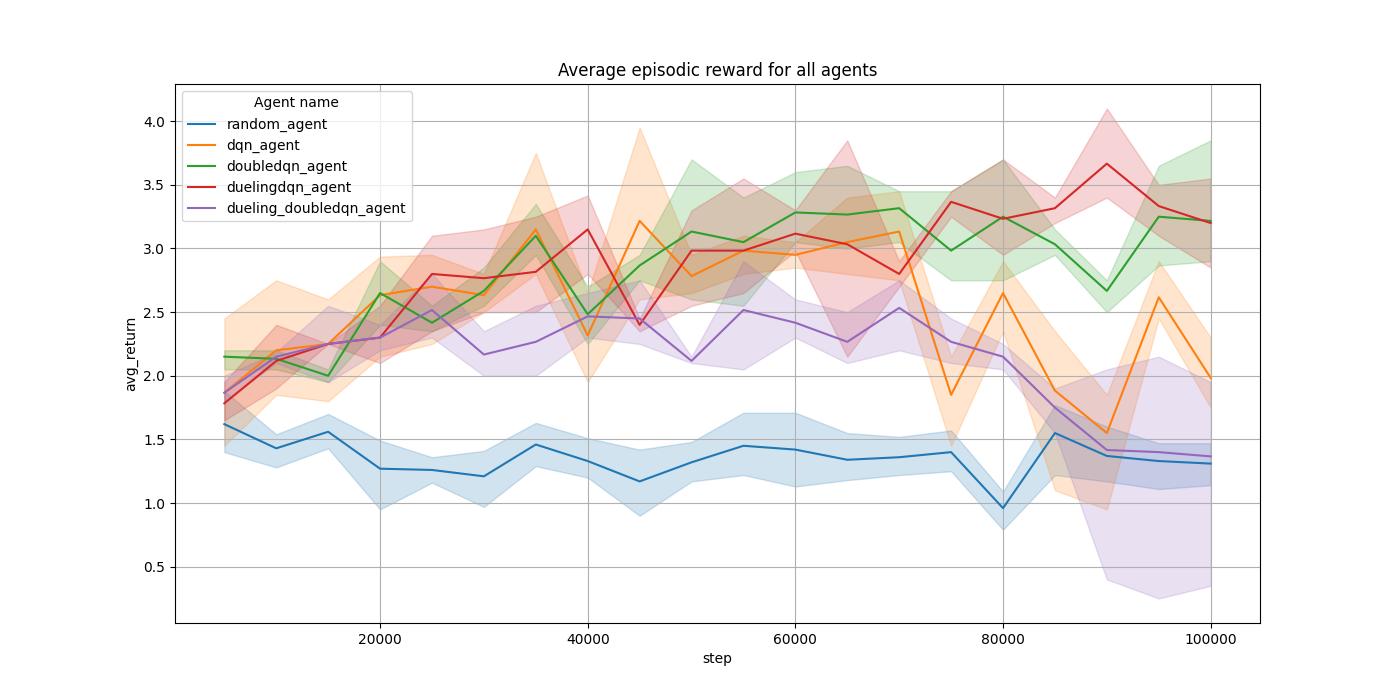 Average episodic reward for all agents
Agent name
random_agent
dqn_agent
doubledqn_agent
duelingdqn_agent
dueling_doubledqn_agent
avg_return
4.0
3.5
3.0
2.5
2.0
1.5
1.0
0.5
20000 40000 60000 80000 100000
step